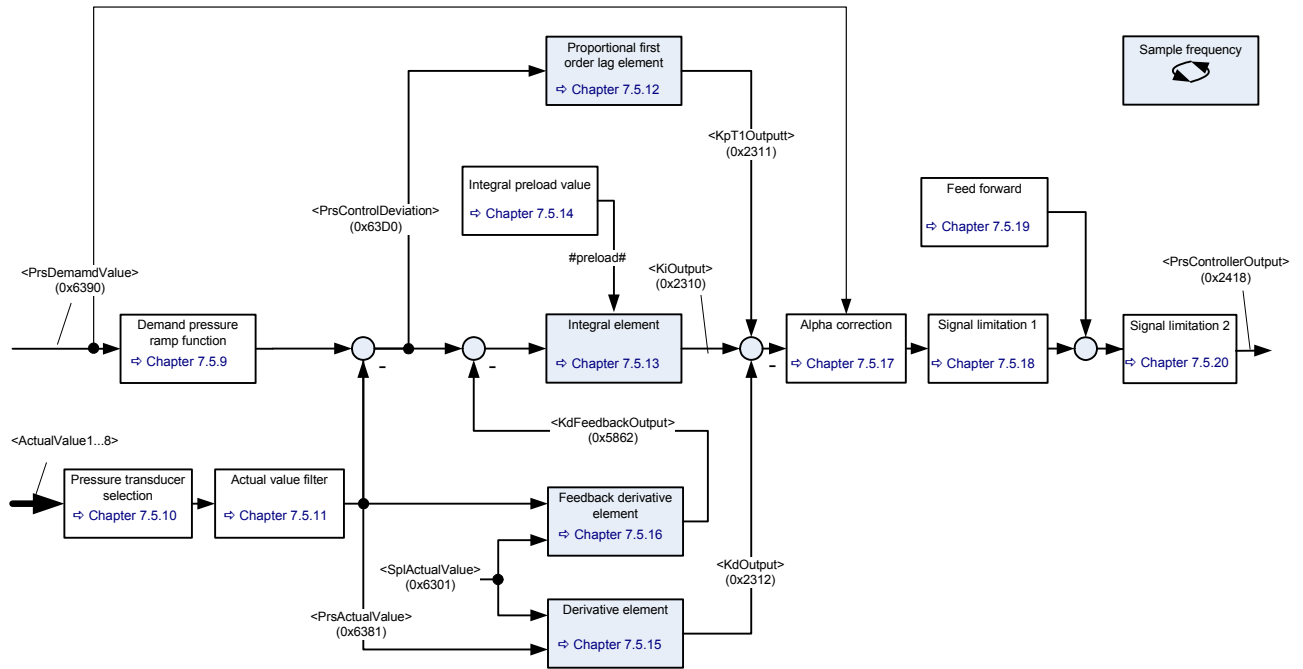 Proportional first
order lag element
⇨ Chapter 7.5.12
Sample frequency
<KpT1Outputt>
(0x2311)
Integral preload value
⇨ Chapter 7.5.14
Feed forward
⇨ Chapter 7.5.19
<PrsControlDeviation>
(0x63D0)
#preload#
<KiOutput>
(0x2310)
<PrsDemamdValue>
(0x6390)
<PrsControllerOutput>
(0x2418)
Demand pressure
ramp function
⇨ Chapter 7.5.9
Integral element
⇨ Chapter 7.5.13
Alpha correction
⇨ Chapter 7.5.17
Signal limitation 1
⇨ Chapter 7.5.18
Signal limitation 2
⇨ Chapter 7.5.20
-
-
-
<KdFeedbackOutput>
(0x5862)
<ActualValue1...8>
Pressure transducer
selection
⇨ Chapter 7.5.10
Actual value filter
⇨ Chapter 7.5.11
Feedback derivative
element
⇨ Chapter 7.5.16
<SplActualValue>
(0x6301)
<KdOutput>
(0x2312)
<PrsActualValue>
(0x6381)
Derivative element
⇨ Chapter 7.5.15